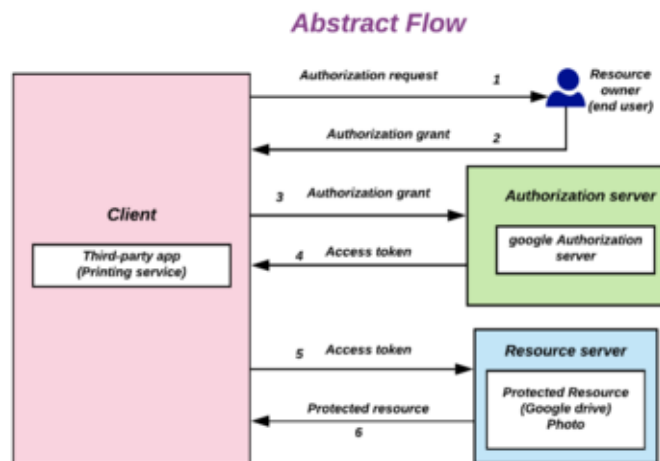 Abstract Flow
Authorization request
1
Resource
owner
(end user)
Authorization grant
2
3
Authorization grant
Authorization server
Client
google Authorization
server
Third-party app
(Printing service)
4
Access token
5
Access token
Resource server
Protected Resource
(Google drive)
Photo
Protected resource
6